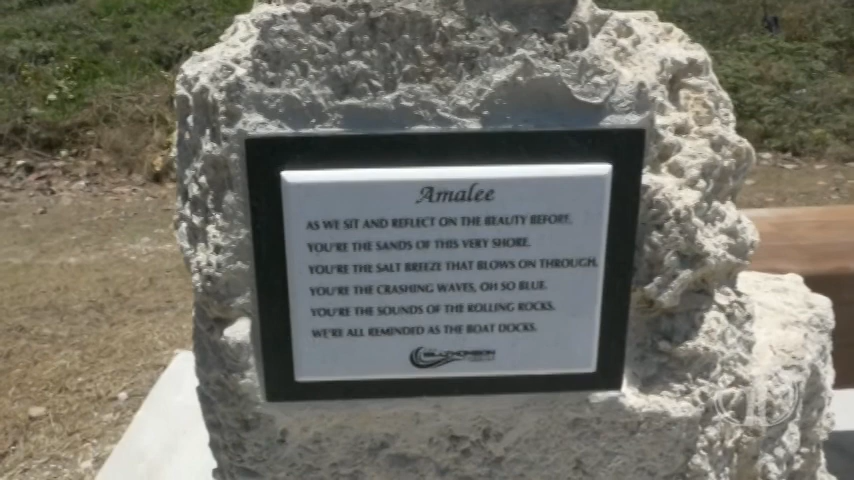 Amalee
AS WE SIT AND REFLECT ON THE BEAUTY BEFORE,
YOU'RE THE SANDS OF THIS VERY SHORE.
YOU'RE THE SALT BREEZE THAT BLOWS ON THROUGH,
YOU'RE THE CRASHING WAVES, OH SO BLUE.
YOU'RE THE SOUNDS OF THE ROLLING ROCKS.
WE'RE ALL REMINDED AS THE BOAT DOCKS.